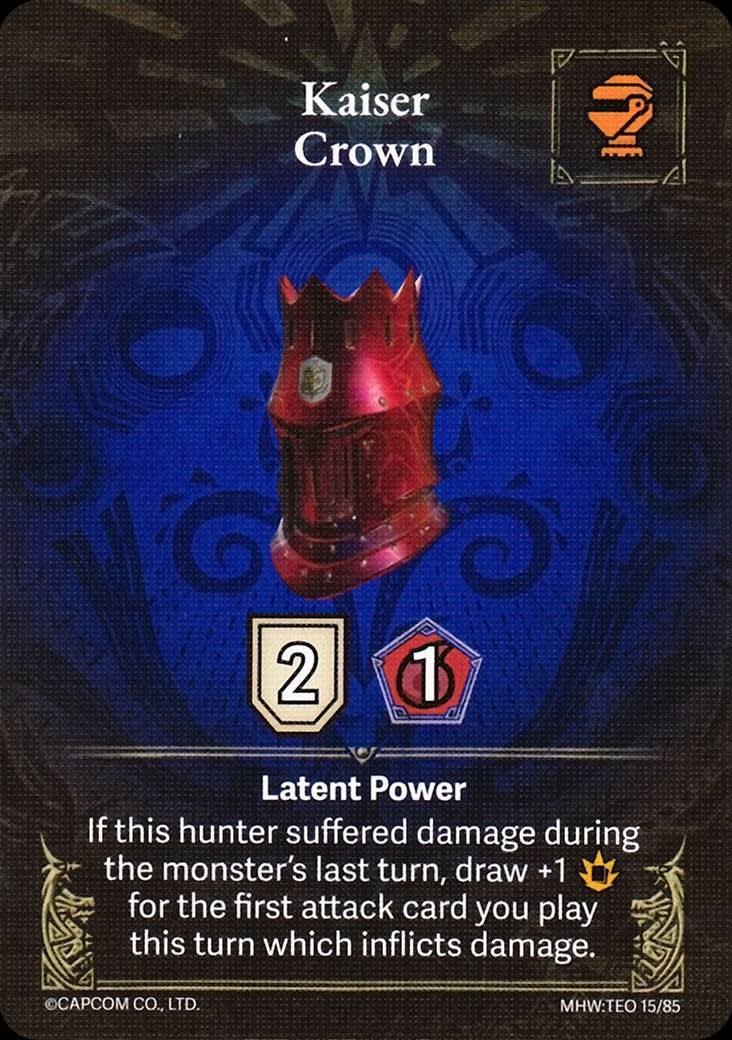 Kaiser
Crown
2 1
Latent Power
If this hunter suffered damage during
the monster's last turn, draw +1
for the first attack card you play
this turn which inflicts damage.
©CAPCOM CO., LTD. MHW:TEO 15/85